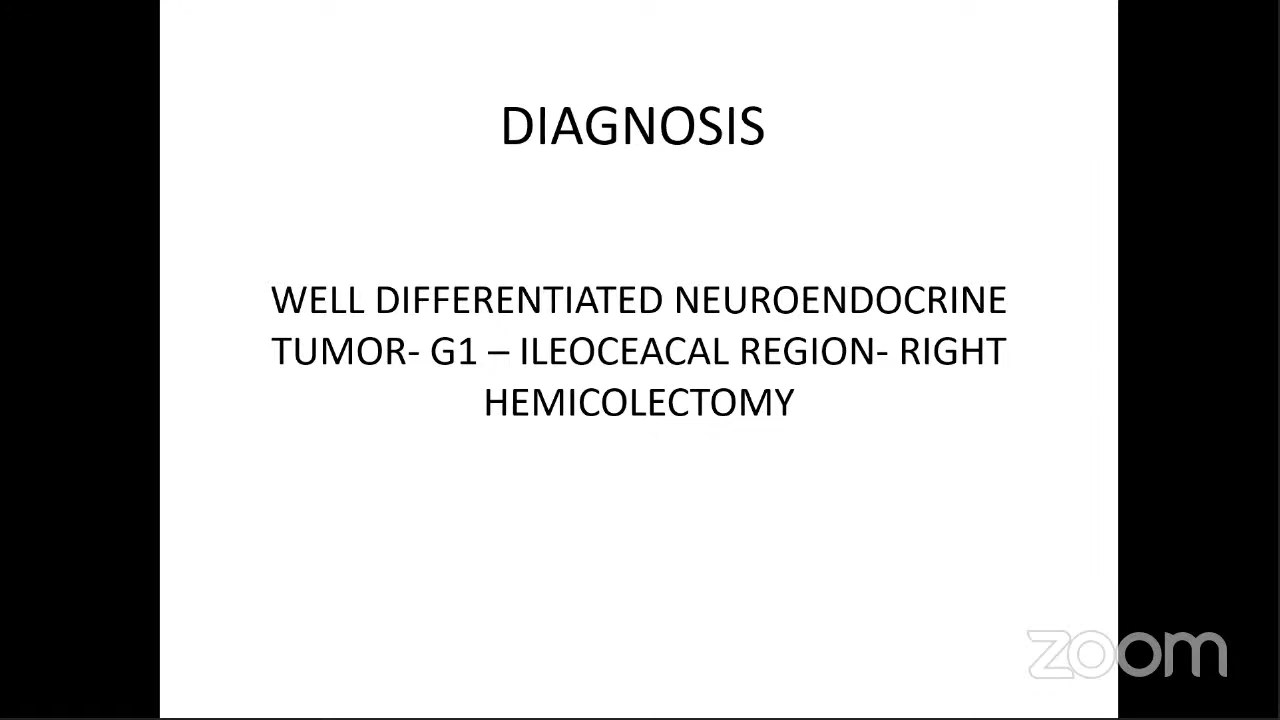 DIAGNOSIS
WELL DIFFERENTIATED NEUROENDOCRINE
TUMOR- G1 – ILEOCEACAL REGION- RIGHT
HEMICOLECTOMY
zoom